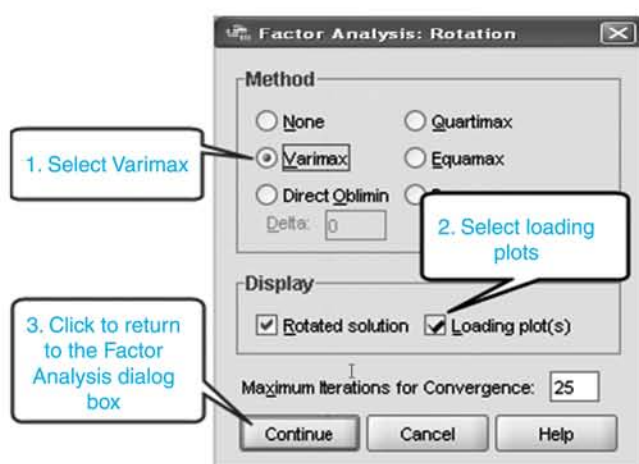 Factor Analysis: Rotation
Method
None
Quartimax
1. Select Varimax
Varimax
Equamax
Direct Oblimin
Delta: 0
2. Select loading
plots
Display
Rotated solution
Loading plot(s)
3. Click to return
to the Factor
Analysis dialog
box
Maximum Iterations for Convergence: 25
Continue
Cancel
Help